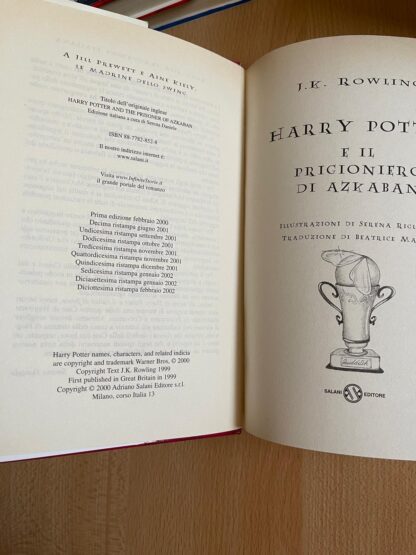 A JILL PREWETT E AINE KIELY,
LE MADRINE DELLO SWING.
Titolo dell'originale inglese
HARRY POTTER AND THE PRISONER OF AZKABAN
Edizione italiana a cura di Serena Daniele
ISBN 88-7782-852-4
Il nostro indirizzo internet è:
www.salani.it
Visita www.InfiniteStorie.it
il grande portale del romanzo
Prima edizione febbraio 2000
Decima ristampa giugno 2001
Undicesima ristampa settembre 2001
Dodicesima ristampa ottobre 2001
Tredicesima ristampa novembre 2001
Quattordicesima ristampa novembre 2001
Quindicesima ristampa dicembre 2001
Sedicesima ristampa gennaio 2002
Diciasettesima ristampa gennaio 2002
Diciottesima ristampa febbraio 2002
Harry Potter names, characters, and related indicia
are copyright and trademark Warner Bros, © 2000
Copyright Text J.K. Rowling 1999
First published in Great Britain in 1999
Copyright © 2000 Adriano Salani Editore s.r.l.
Milano, corso Italia 13
J.K. ROWLING
HARRY POTT
E IL
PRIGIONIERO
DI AZKABAN
ILLUSTRAZIONI DI SERENA RIGL
TRADUZIONE DI BEATRICE MA
SALANI EDITORE